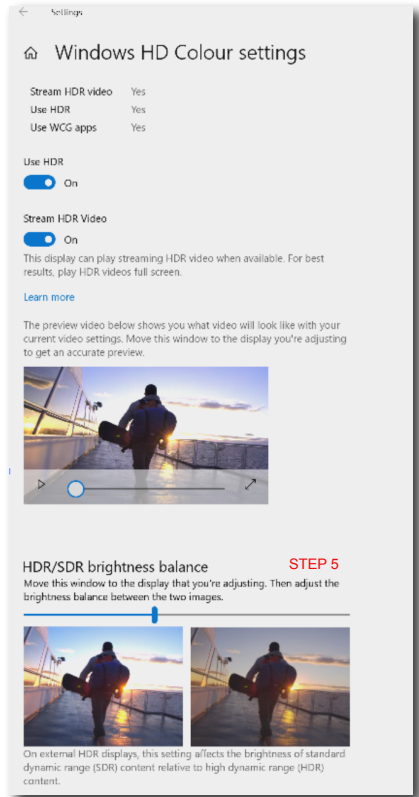 Settings
Windows HD Colour settings
Stream HDR video Yes
Use HDR Yes
Use WCG apps Yes
Use HDR
On
Stream HDR Video
On
This display can play streaming HDR video when available. For best
results, play HDR videos full screen.
Learn more
The preview video below shows you what video will look like with your
current video settings. Move this window to the display you're adjusting
to get an accurate preview.
HDR/SDR brightness balance STEP 5
Move this window to the display that you're adjusting. Then adjust the
brightness balance between the two images.
On external HDR displays, this setting affects the brightness of standard
dynamic range (SDR) content relative to high dynamic range (HDR)
content.